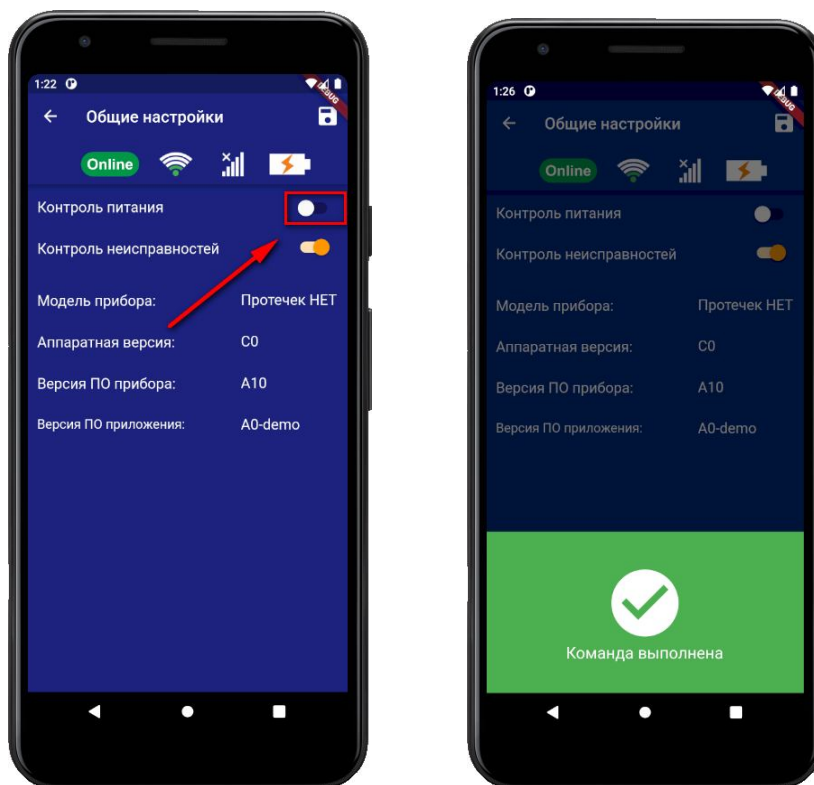 1:22
DEBUG
Общие настройки
Online
Контроль питания
Контроль неисправностей
Модель прибора: Протечек НЕТ
Аппаратная версия: C0
Версия ПО прибора: A10
Версия ПО приложения: A0-demo
1:26
DEBUG
Общие настройки
Online
Контроль питания
Контроль неисправностей
Модель прибора: Протечек НЕТ
Аппаратная версия: C0
Версия ПО прибора: A10
Версия ПО приложения: A0-demo
Команда выполнена